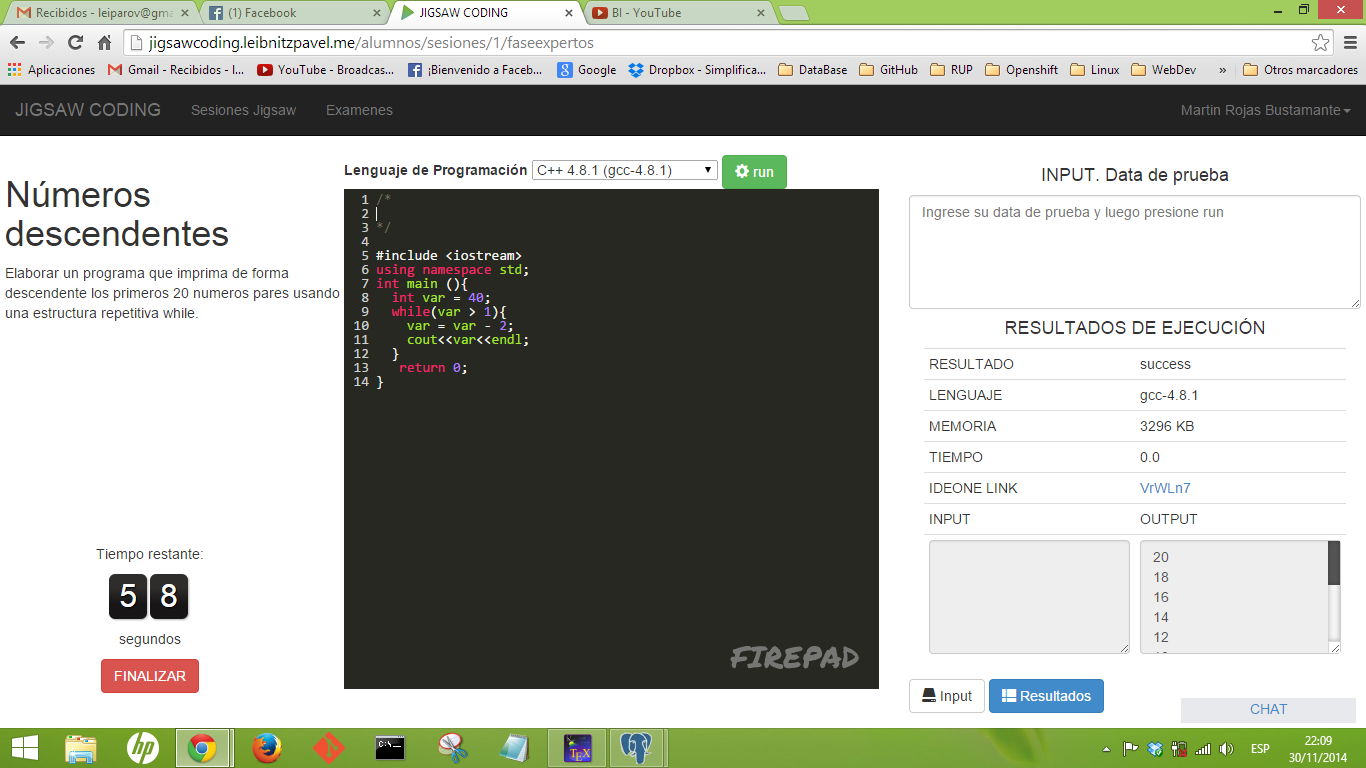 Recibidos - leiparov@gma
(1) Facebook
JIGSAW CODING
BI - YouTube
jigsawcoding.leibnitzpavel.me/alumnos/sesiones/1/faseexpertos
Aplicaciones
Gmail - Recibidos - l...
YouTube - Broadcas...
¡Bienvenido a Faceb...
Google
Dropbox - Simplifica...
DataBase
GitHub
RUP
Openshift
Linux
WebDev
»
Otros marcadores
JIGSAW CODING
Sesiones Jigsaw
Examenes
Martin Rojas Bustamante
Números
descendentes
Elaborar un programa que imprima de forma
descendente los primeros 20 numeros pares usando
una estructura repetitiva while.
Tiempo restante:
5 8
segundos
FINALIZAR
Lenguaje de Programación C++ 4.8.1 (gcc-4.8.1) run
1 /*
2
3 */
4
5 #include <iostream>
6 using namespace std;
7 int main (){
8 int var = 40;
9 while(var > 1){
10 var = var - 2;
11 cout<<var<<endl;
12 }
13 return 0;
14 }
FIREPAD
INPUT. Data de prueba
Ingrese su data de prueba y luego presione run
RESULTADOS DE EJECUCIÓN
RESULTADO success
LENGUAJE gcc-4.8.1
MEMORIA 3296 KB
TIEMPO 0.0
IDEONE LINK VrWLn7
INPUT OUTPUT
20
18
16
14
12
Input
Resultados
CHAT
hp
C:\_
TEX
ESP
22:09
30/11/2014